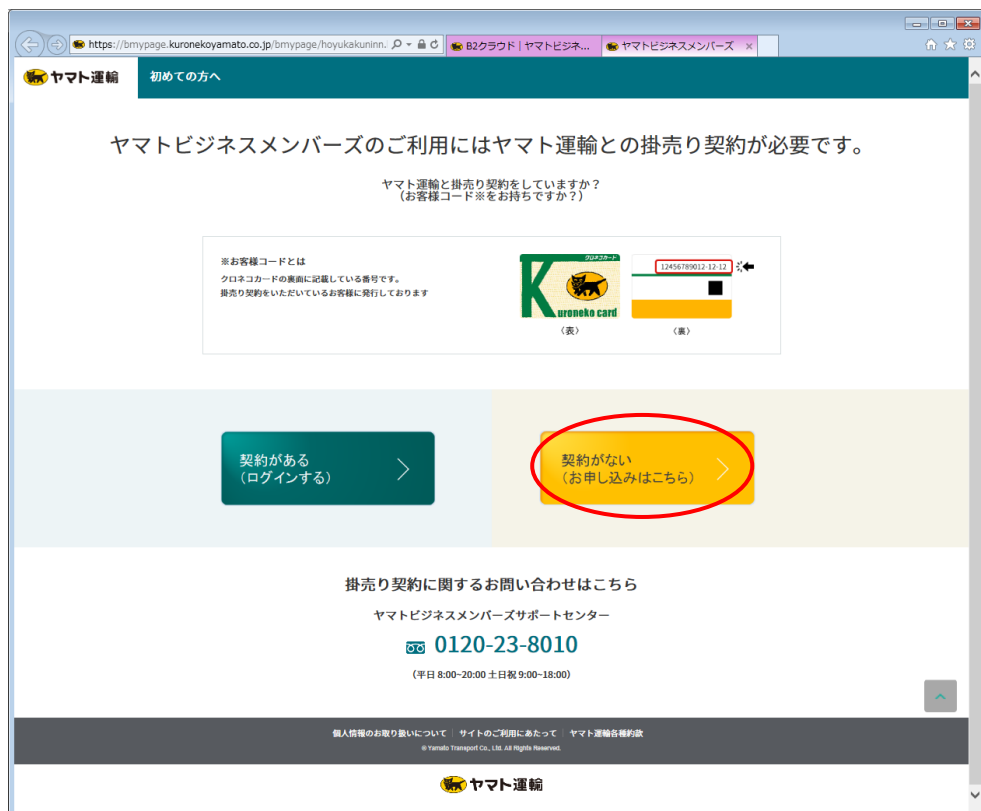 https://bmypage.kuronekoyamato.co.jp/bmypage/hoyukakuninn.
B2クラウド｜ヤマトビジネ...
ヤマトビジネスメンバーズ
ヤマト運輸
初めての方へ
ヤマトビジネスメンバーズのご利用にはヤマト運輸との掛売り契約が必要です。
ヤマト運輸と掛売り契約をしていますか？
（お客様コード※をお持ちですか？）
※お客様コードとは
クロネコカードの裏面に記載している番号です。
掛売り契約をいただいているお客様に発行しております
クロネコカード
Kuroneko card
（表）
12456789012-12-12
（裏）
契約がある
（ログインする）
契約がない
（お申し込みはこちら）
掛売り契約に関するお問い合わせはこちら
ヤマトビジネスメンバーズサポートセンター
0120-23-8010
（平日 8:00~20:00 土日祝 9:00~18:00）
個人情報のお取り扱いについて｜サイトのご利用にあたって｜ヤマト運輸各種約款
© Yamato Transport Co., Ltd. All Rights Reserved.
ヤマト運輸